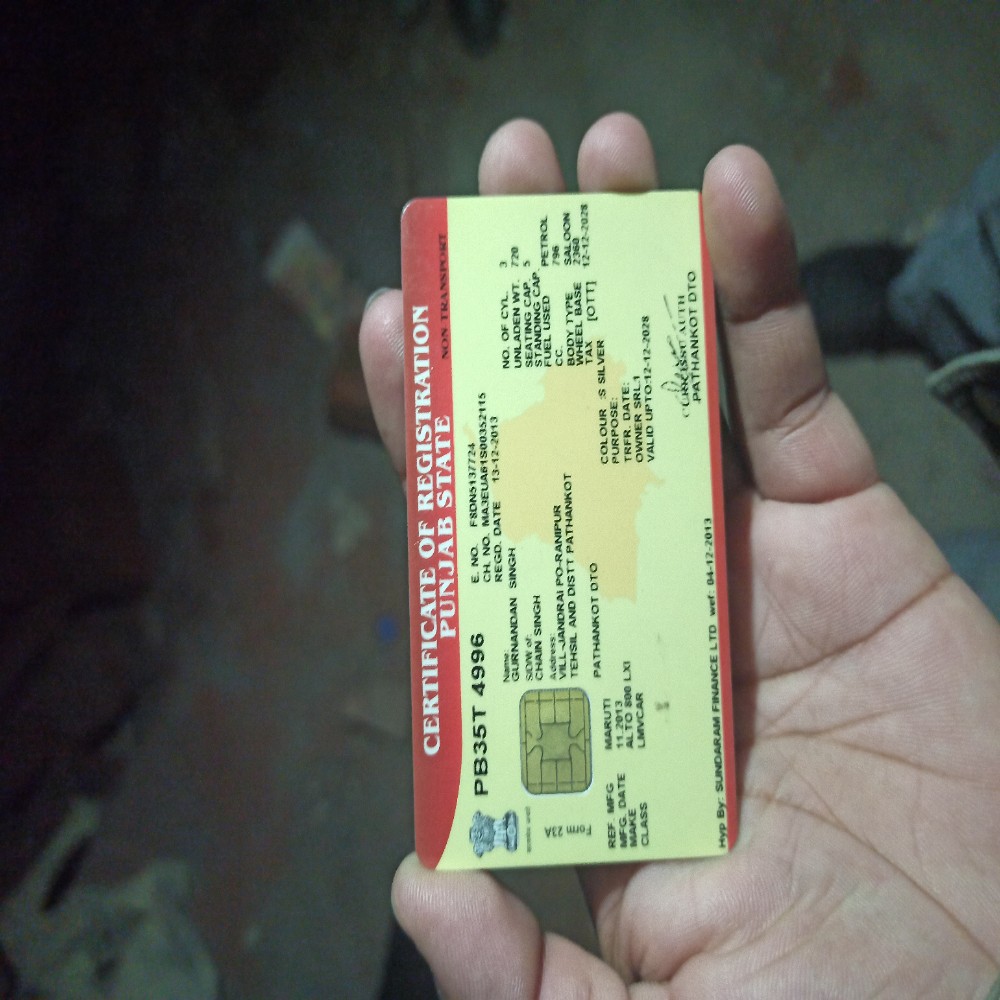 CERTIFICATE OF REGISTRATION
PUNJAB STATE
NON TRANSPORT
PB35T 4996
E. NO. F8DN5137724
CH. NO. MA3EUA61S00352115
REGD. DATE 13-12-2013
Name:
GURNANDAN SINGH
S/D/W of:
CHAIN SINGH
Address:
VILL-JANDRAI PO-RANIPUR
TEHSIL AND DISTT PATHANKOT
PATHANKOT DTO
NO. OF CYL. 3
UNLADEN WT. 720
SEATING CAP. 5
STANDING CAP.
FUEL USED PETROL
CC. 796
BODY TYPE SALOON
WHEEL BASE 2360
TAX [OTT] 12-12-2028
FORM 23A
REF. MFG MARUTI
MFG. DATE 11.2013
MAKE ALTO 800 LXI
CLASS LMVCAR
COLOUR :S SILVER
PURPOSE:
TRFR. DATE:
OWNER SRL.1
VALID UPTO:12-12-2028
AUTH
PATHANKOT DTO
Hyp By: SUNDARAM FINANCE LTD wef: 04-12-2013